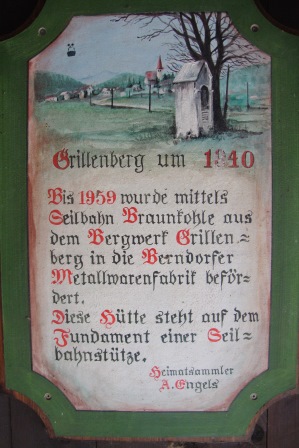 Grillenberg um 1910
Bis 1959 wurde mittels
Seilbahn Braunkohle aus
dem Bergwerk Grillen=
berg in die Berndorfer
Metallwarenfabrik beför=
dert.
Diese Hütte steht auf dem
Fundament einer Seil=
bahnstütze.
Heimatsammler
A. Engels